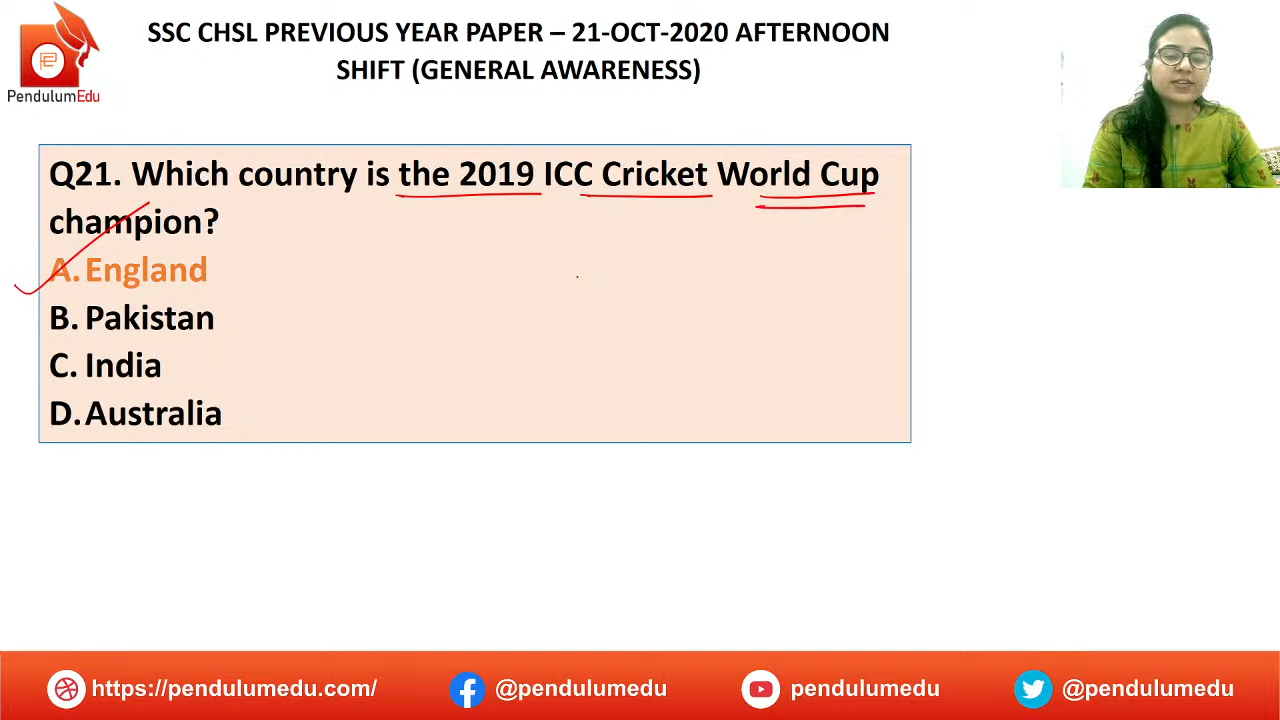 SSC CHSL PREVIOUS YEAR PAPER – 21-OCT-2020 AFTERNOON
SHIFT (GENERAL AWARENESS)
PendulumEdu
Q21. Which country is the 2019 ICC Cricket World Cup
champion?
A. England
B. Pakistan
C. India
D. Australia
https://pendulumedu.com/ @pendulumedu pendulumedu @pendulumedu